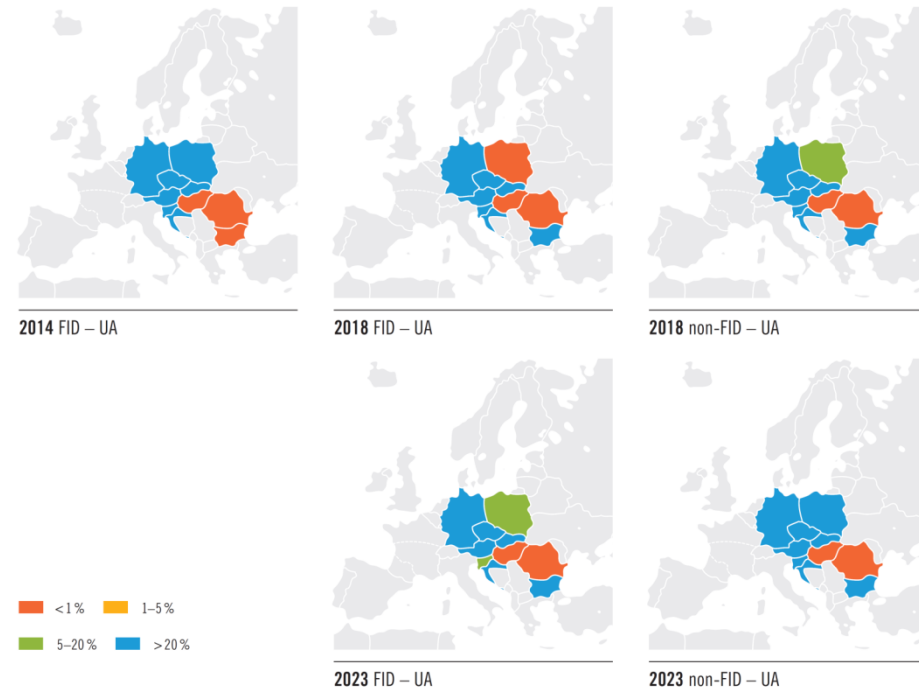 2014 FID – UA
2018 FID – UA
2018 non-FID – UA
<1% 1–5%
5–20% >20%
2023 FID – UA
2023 non-FID – UA